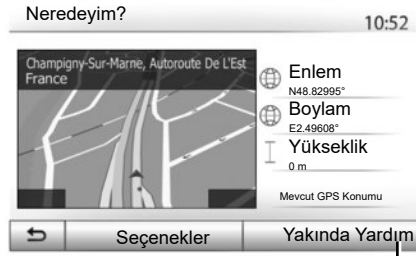 Neredeyim?
10:52
Champigny-Sur-Marne, Autoroute De L'Est
France
Enlem
N48.82995°
Boylam
E2.49608°
Yükseklik
0 m
Mevcut GPS Konumu
Seçenekler
Yakında Yardım